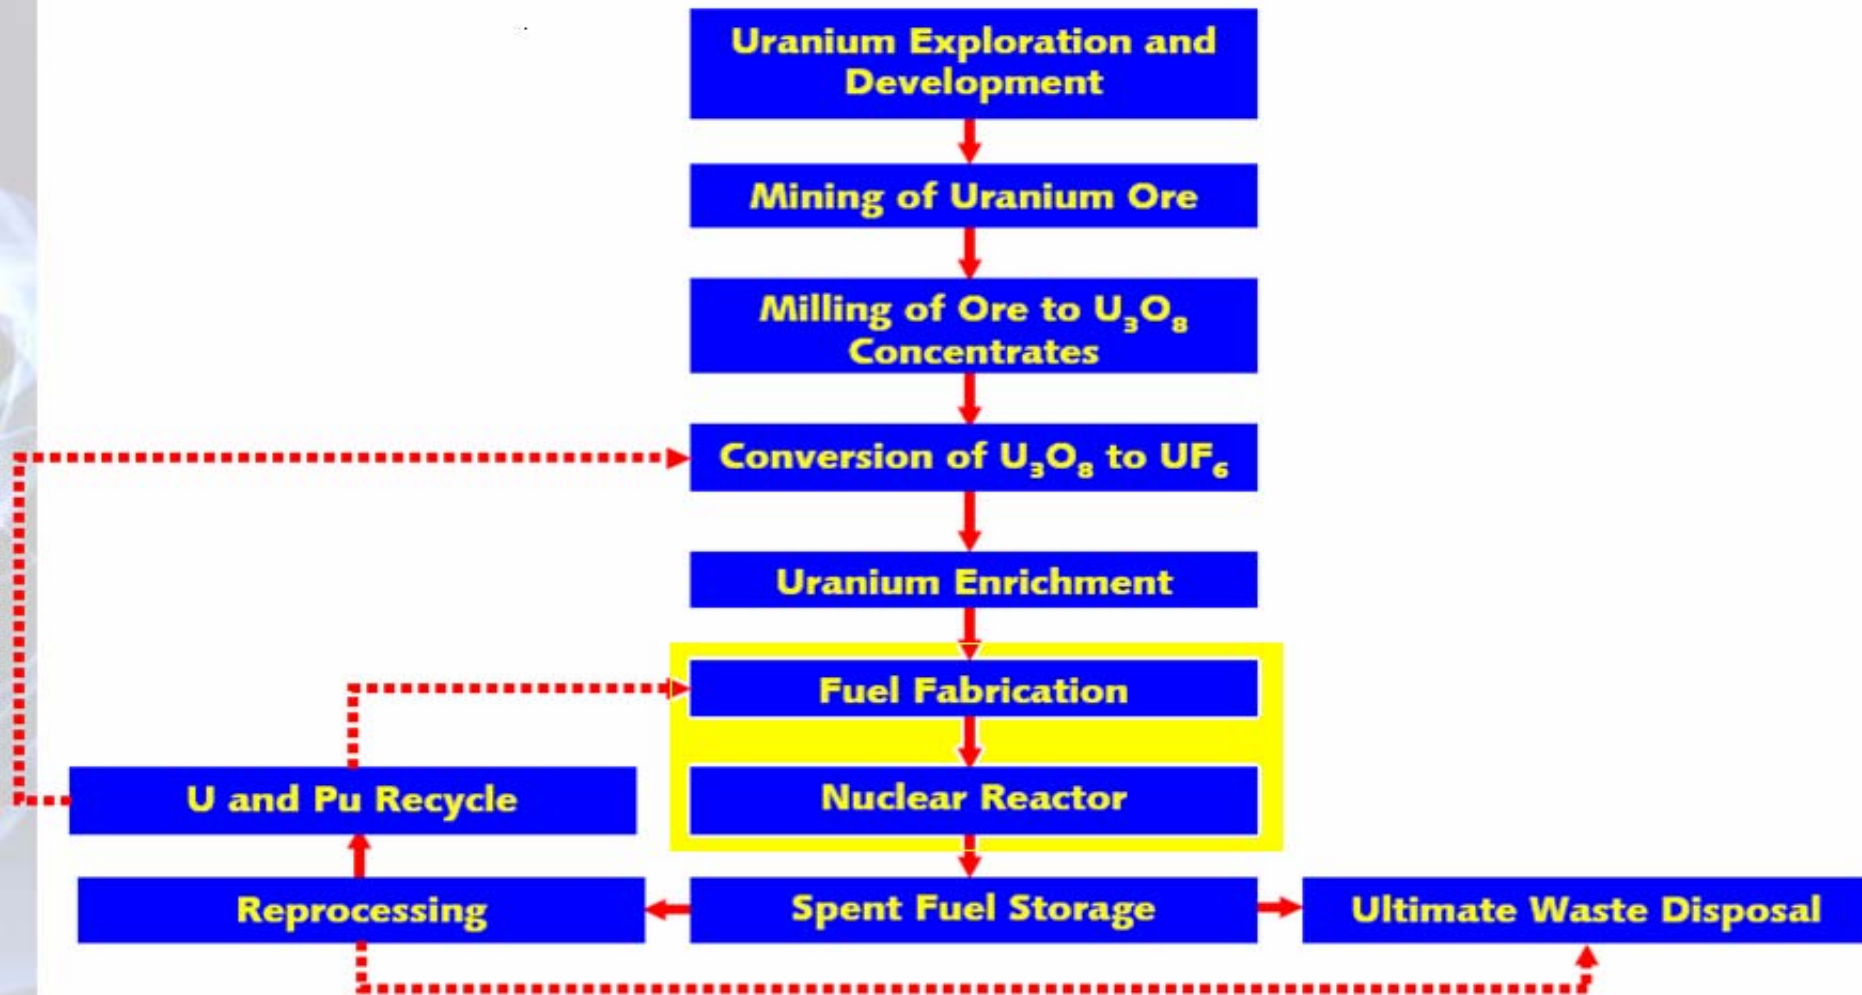 Uranium Exploration and
Development
Mining of Uranium Ore
Milling of Ore to U₃O₈
Concentrates
Conversion of U₃O₈ to UF₆
Uranium Enrichment
Fuel Fabrication
U and Pu Recycle
Nuclear Reactor
Reprocessing
Spent Fuel Storage
Ultimate Waste Disposal